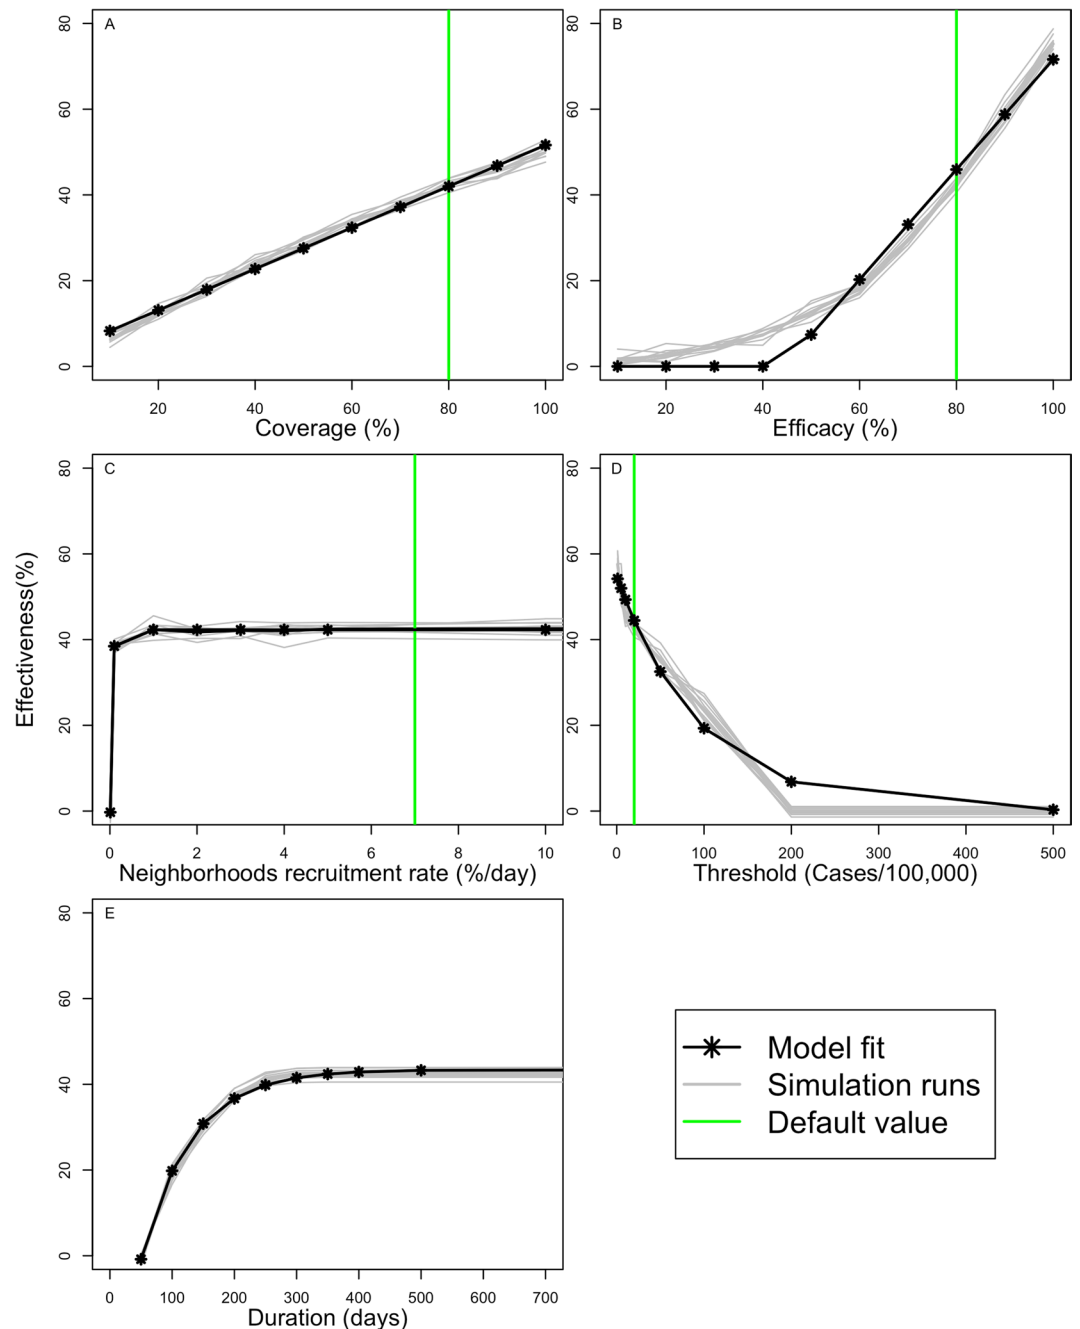 A
80
60
40
20
0
20 40 60 80 100
Coverage (%)
B
80
60
40
20
0
20 40 60 80 100
Efficacy (%)
Effectiveness(%)
C
80
60
40
20
0
0 2 4 6 8 10
Neighborhoods recruitment rate (%/day)
D
80
60
40
20
0
0 100 200 300 400 500
Threshold (Cases/100,000)
E
80
60
40
20
0
0 100 200 300 400 500 600 700
Duration (days)
Model fit
Simulation runs
Default value